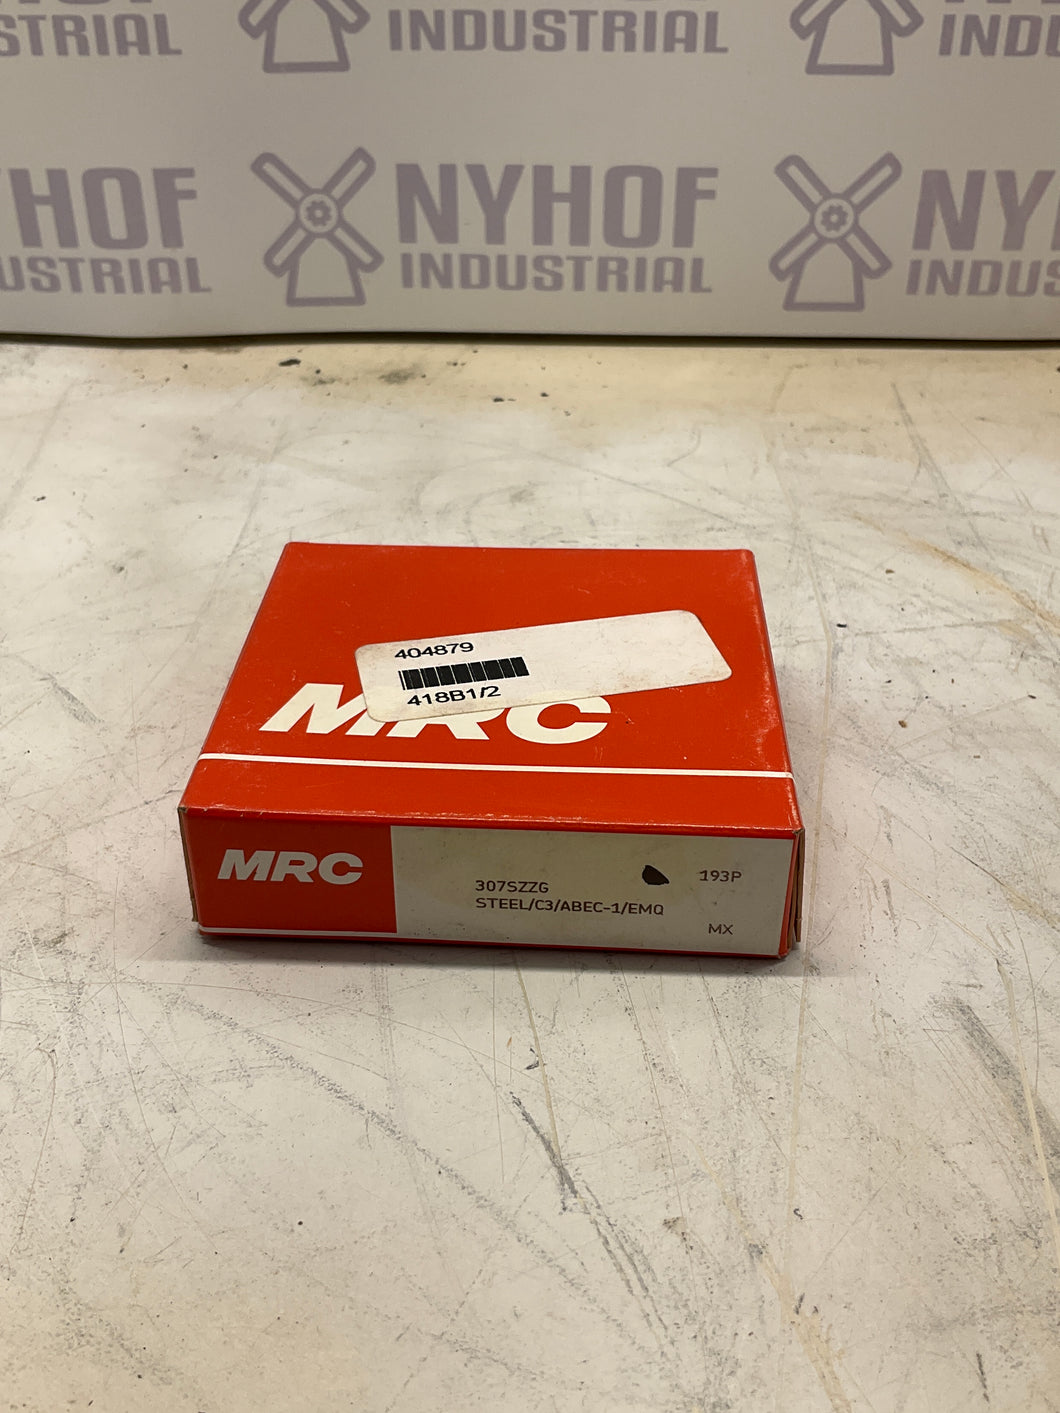 STRIAL INDUSTRIAL INDU
HOF NYHOF NY
USTRIAL INDUSTRIAL INDUS
404879
418B1/2
MRC
MRC
307SZZG
STEEL/C3/ABEC-1/EMQ
193P
MX